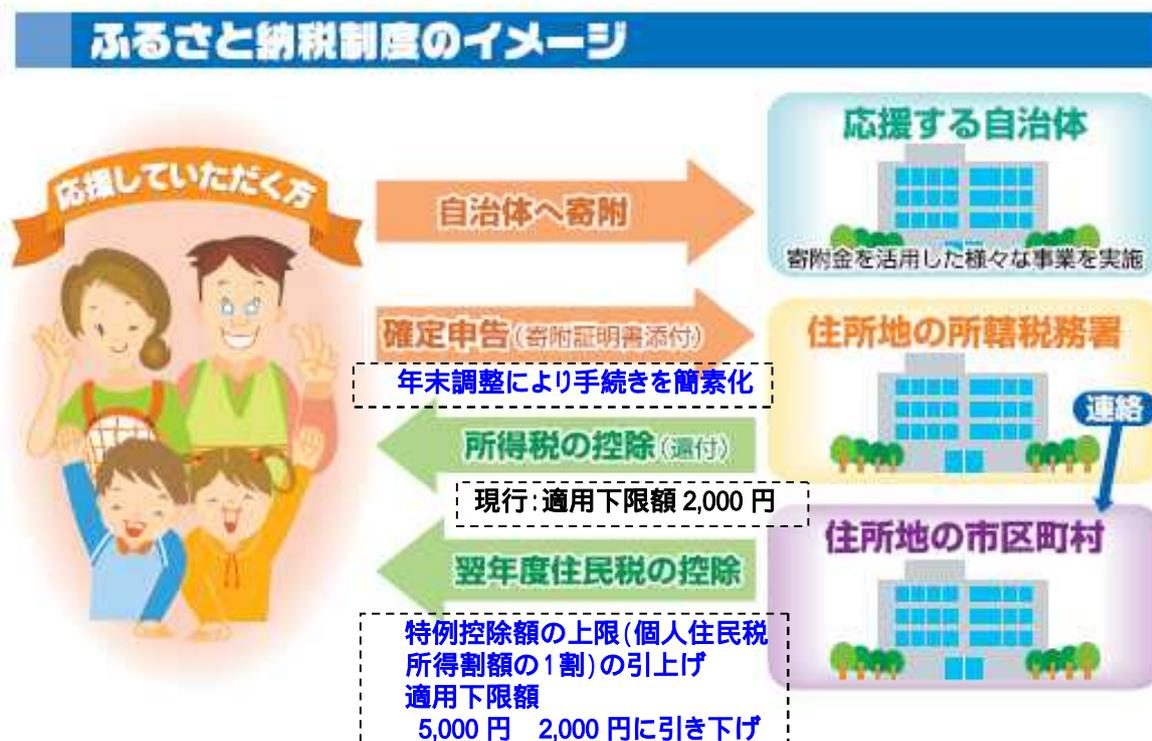 ふるさと納税制度のイメージ
応援していただく方
自治体へ寄附
応援する自治体
寄附金を活用した様々な事業を実施
確定申告(寄附証明書添付)
年末調整により手続きを簡素化
住所地の所轄税務署
連絡
所得税の控除(還付)
現行:適用下限額 2,000 円
翌年度住民税の控除
住所地の市区町村
特例控除額の上限(個人住民税
所得割額の1割)の引上げ
適用下限額
5,000 円 2,000 円に引き下げ